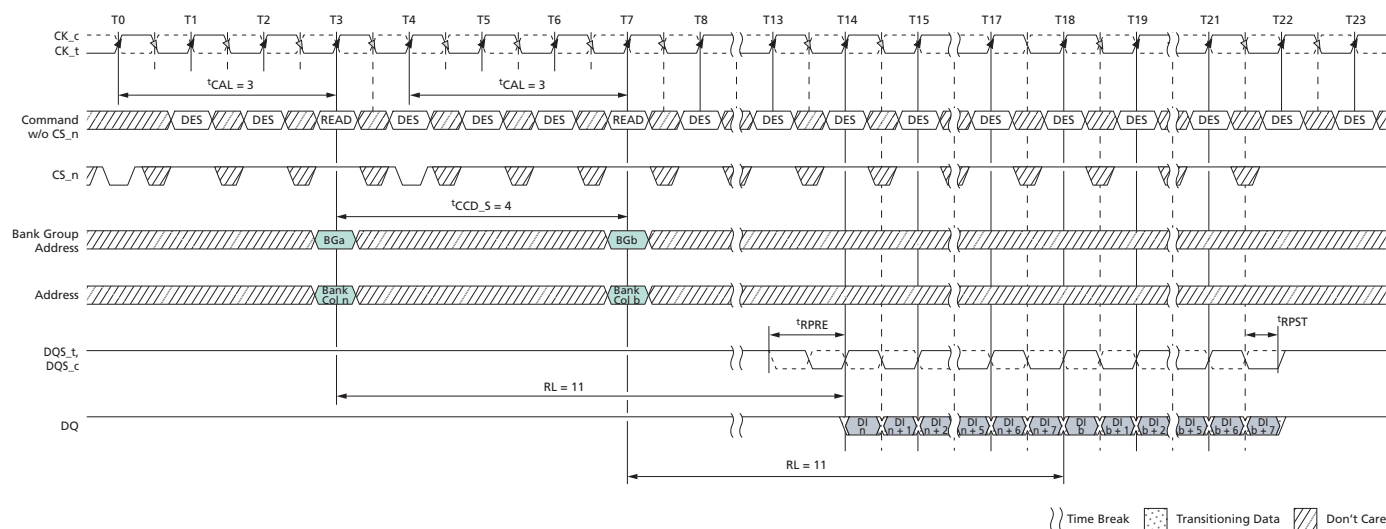 T0 T1 T2 T3 T4 T5 T6 T7 T8 T13 T14 T15 T17 T18 T19 T21 T22 T23
CK_c
CK_t
tCAL = 3 tCAL = 3
Command
w/o CS_n
DES DES READ DES DES DES READ DES DES DES DES DES DES DES DES DES DES
CS_n
tCCD_S = 4
Bank Group
Address
BGa BGb
Address
Bank
Col n
Bank
Col b
tRPRE tRPST
DQS_t,
DQS_c
RL = 11
DQ
DI
n
DI
n + 1
DI
n + 2
DI
n + 5
DI
n + 6
DI
n + 7
DI
b
DI
b + 1
DI
b + 2
DI
b + 5
DI
b + 6
DI
b + 7
RL = 11
Time Break Transitioning Data Don't Care